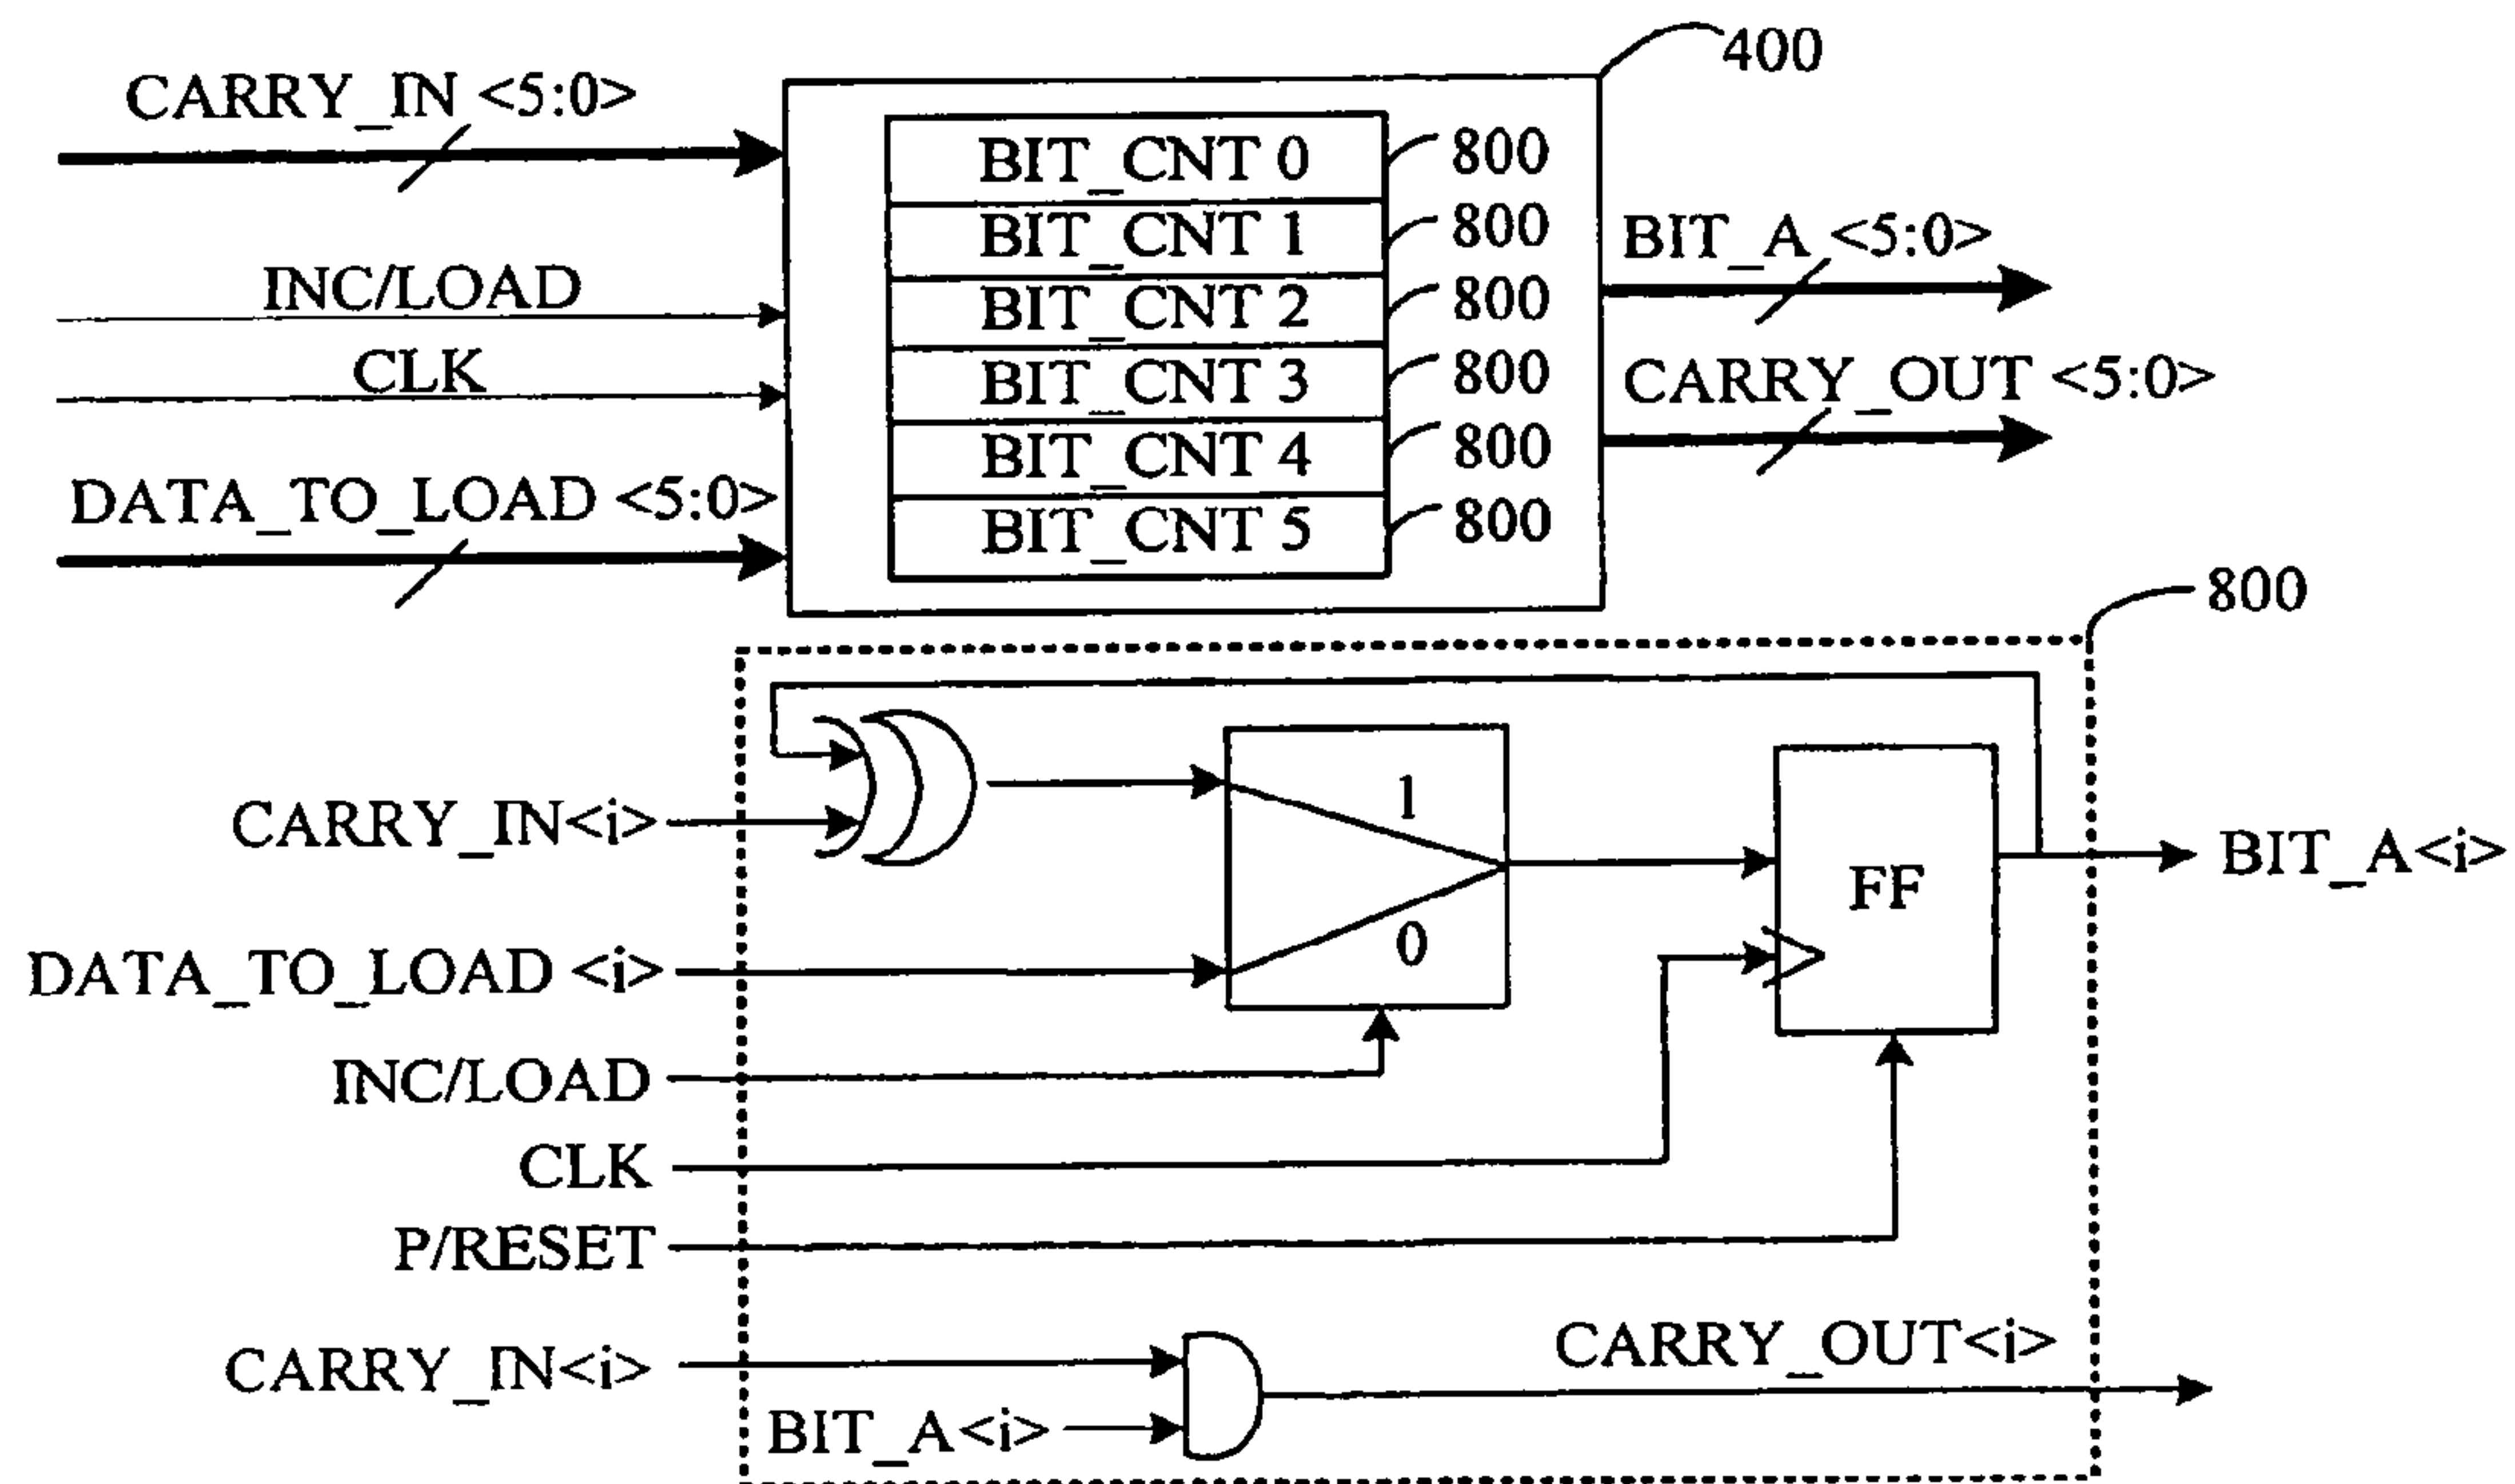 400
CARRY_IN <5:0>
BIT_CNT 0
800
BIT_CNT 1
800
BIT_A <5:0>
INC/LOAD
BIT_CNT 2
800
CLK
BIT_CNT 3
800
CARRY_OUT <5:0>
BIT_CNT 4
800
DATA_TO_LOAD <5:0>
BIT_CNT 5
800
800
1
CARRY_IN<i>
FF
BIT_A<i>
0
DATA_TO_LOAD <i>
INC/LOAD
CLK
P/RESET
CARRY_OUT<i>
CARRY_IN<i>
BIT_A<i>